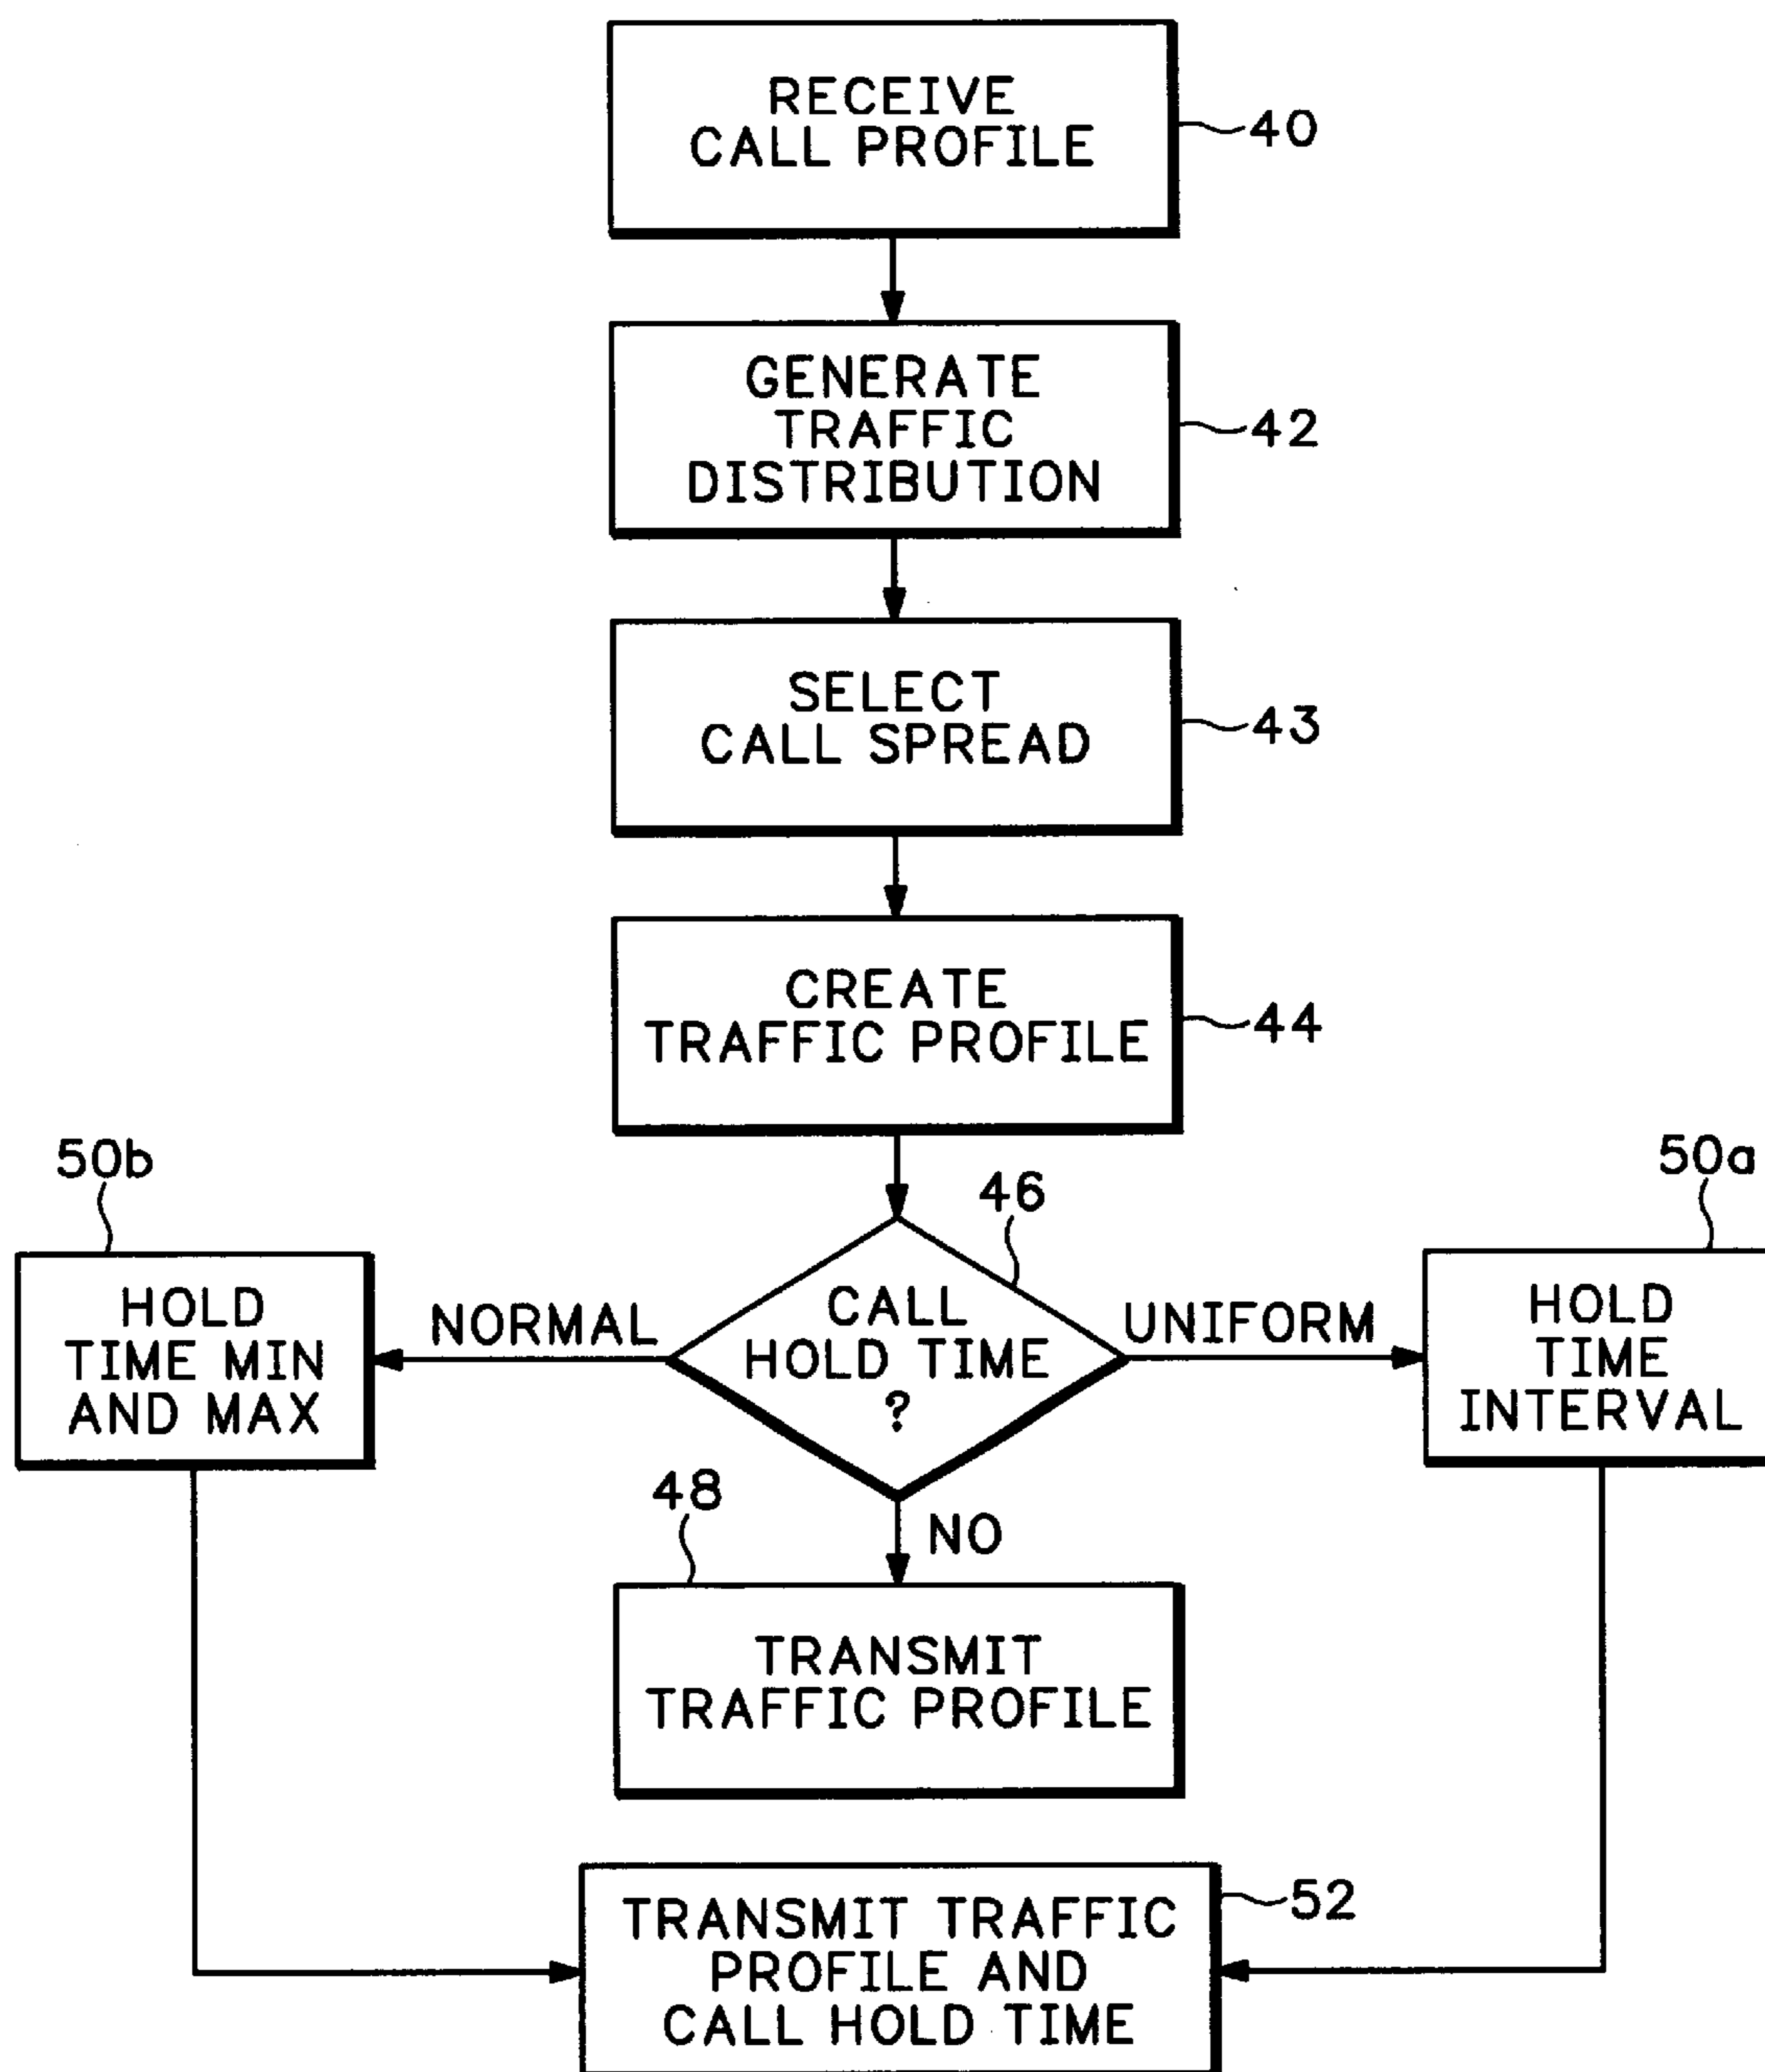 RECEIVE
CALL PROFILE
40
GENERATE
TRAFFIC
DISTRIBUTION
42
SELECT
CALL SPREAD
43
CREATE
TRAFFIC PROFILE
44
50b
46
50a
HOLD
TIME MIN
AND MAX
NORMAL
CALL
HOLD TIME
?
UNIFORM
HOLD
TIME
INTERVAL
48
NO
TRANSMIT
TRAFFIC PROFILE
TRANSMIT TRAFFIC
PROFILE AND
CALL HOLD TIME
52